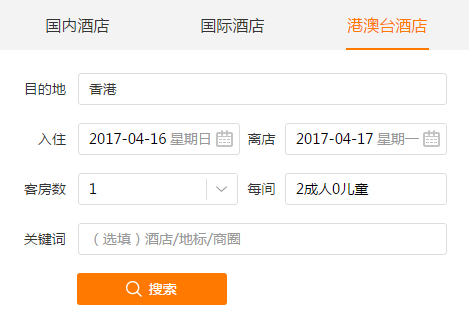 国内酒店 国际酒店 港澳台酒店
目的地 香港
入住 2017-04-16 星期日 离店 2017-04-17 星期一
客房数 1 每间 2成人0儿童
关键词 （选填）酒店/地标/商圈
搜索